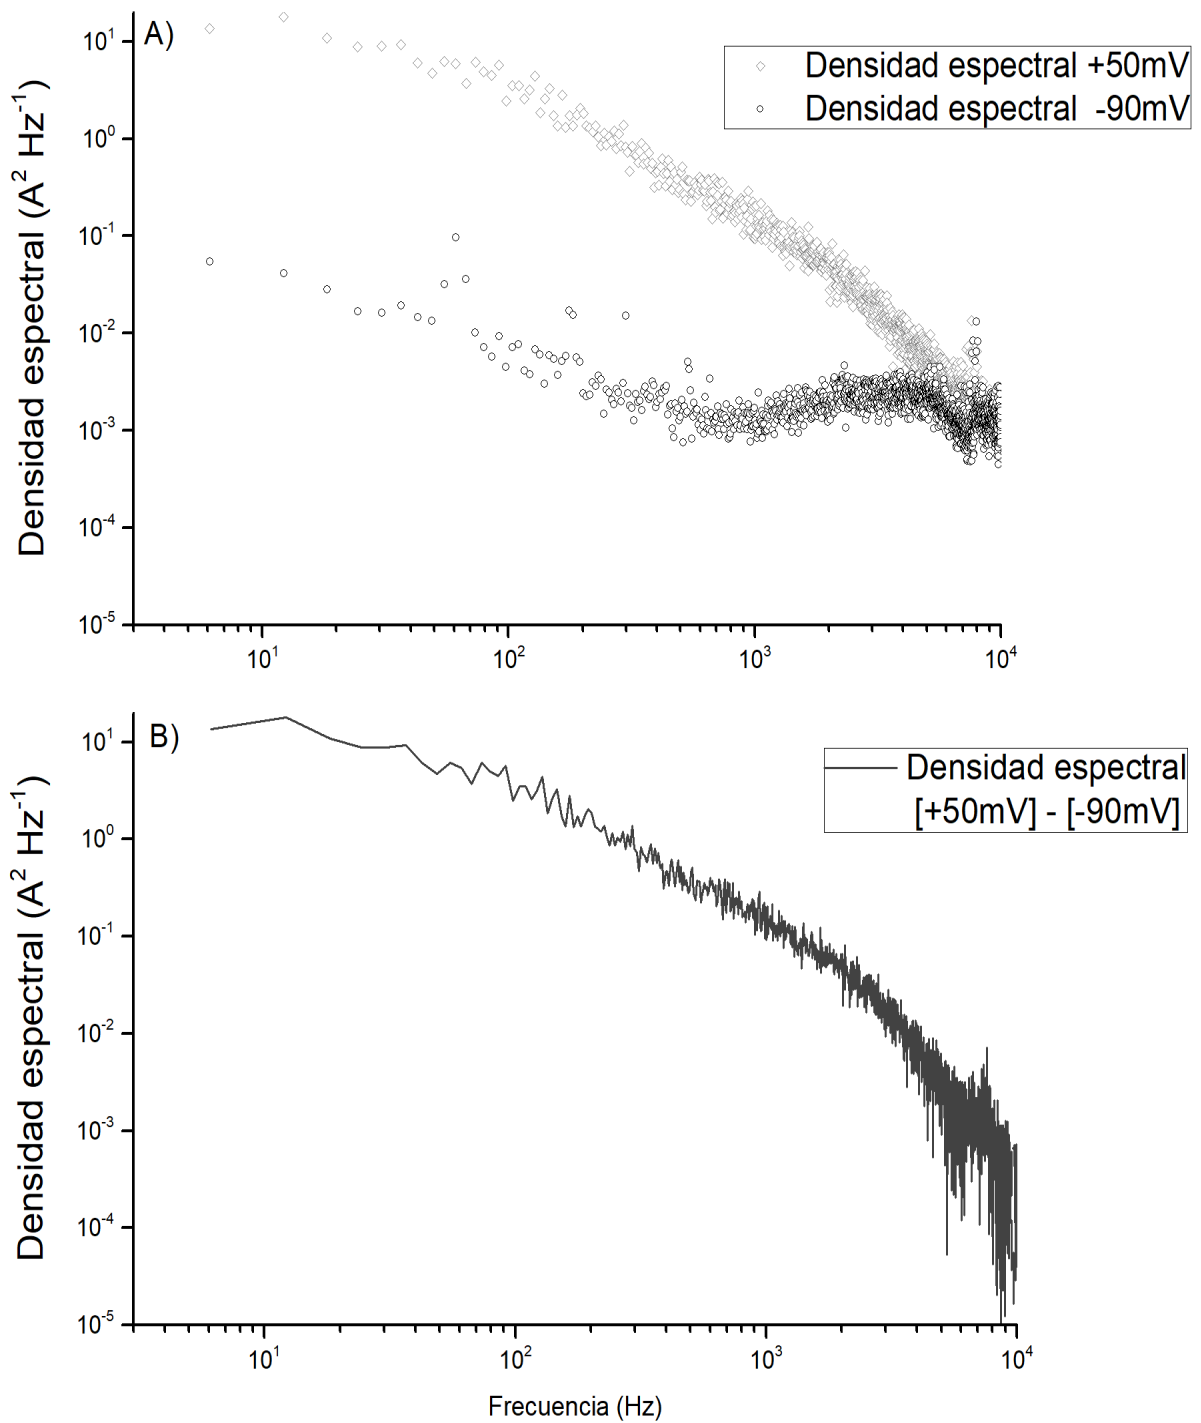 A)
Densidad espectral +50mV
Densidad espectral -90mV
Densidad espectral (A² Hz⁻¹)
10¹
10⁰
10⁻¹
10⁻²
10⁻³
10⁻⁴
10⁻⁵
10¹ 10² 10³ 10⁴
B)
Densidad espectral
[+50mV] - [-90mV]
Densidad espectral (A² Hz⁻¹)
10¹
10⁰
10⁻¹
10⁻²
10⁻³
10⁻⁴
10⁻⁵
10¹ 10² 10³ 10⁴
Frecuencia (Hz)